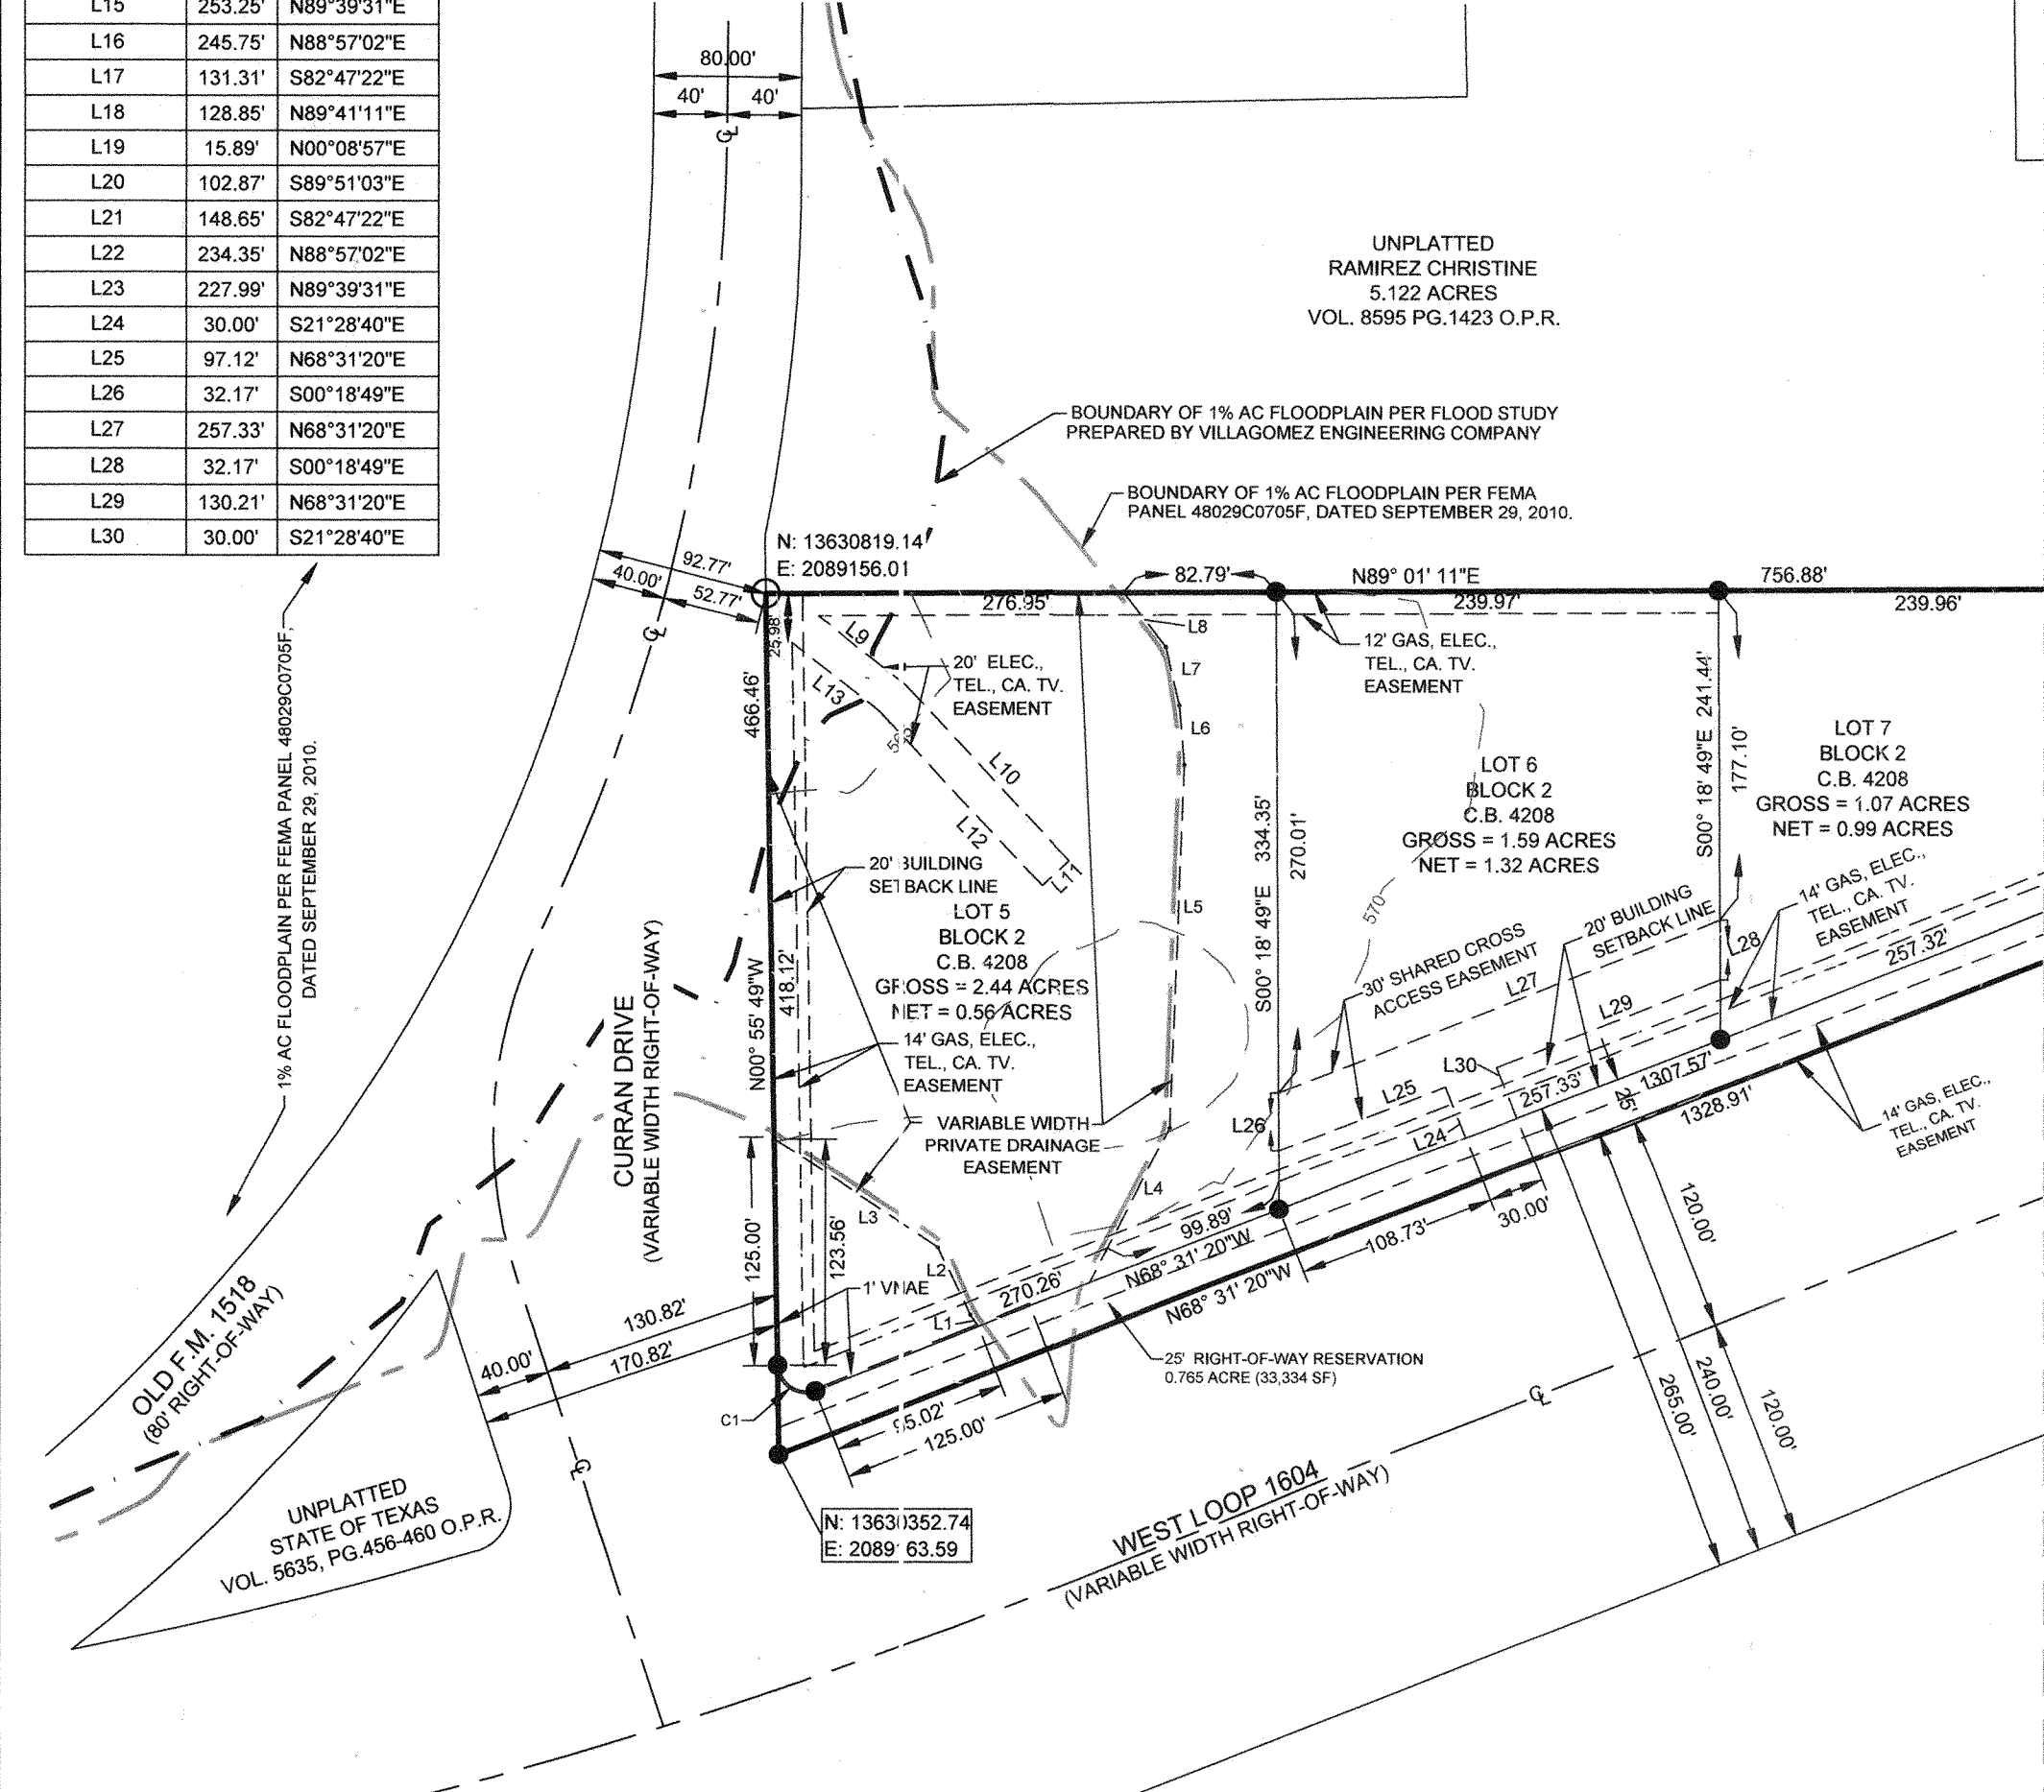 L15 253.25' N89°39'31"E
L16 245.75' N88°57'02"E
L17 131.31' S82°47'22"E
L18 128.85' N89°41'11"E
L19 15.89' N00°08'57"E
L20 102.87' S89°51'03"E
L21 148.65' S82°47'22"E
L22 234.35' N88°57'02"E
L23 227.99' N89°39'31"E
L24 30.00' S21°28'40"E
L25 97.12' N68°31'20"E
L26 32.17' S00°18'49"E
L27 257.33' N68°31'20"E
L28 32.17' S00°18'49"E
L29 130.21' N68°31'20"E
L30 30.00' S21°28'40"E
1% AC FLOODPLAIN PER FEMA PANEL 48029C0705F,
DATED SEPTEMBER 29, 2010.
80.00'
40' 40'
UNPLATTED
RAMIREZ CHRISTINE
5.122 ACRES
VOL. 8595 PG.1423 O.P.R.
BOUNDARY OF 1% AC FLOODPLAIN PER FLOOD STUDY
PREPARED BY VILLAGOMEZ ENGINEERING COMPANY
BOUNDARY OF 1% AC FLOODPLAIN PER FEMA
PANEL 48029C0705F, DATED SEPTEMBER 29, 2010.
N: 13630819.14
E: 2089156.01
92.77'
40.00'
52.77'
82.79'
N89° 01' 11"E
756.88'
276.95'
239.97'
239.96'
25.98'
466.46'
L9
L13
L8
L7
L6
L10
L12
L11
L5
20' ELEC.,
TEL., CA. TV.
EASEMENT
12' GAS, ELEC.,
TEL., CA. TV.
EASEMENT
S00° 18' 49"E 334.35'
270.01'
S00° 18' 49"E 241.44'
177.10'
LOT 6
BLOCK 2
C.B. 4208
GROSS = 1.59 ACRES
NET = 1.32 ACRES
LOT 7
BLOCK 2
C.B. 4208
GROSS = 1.07 ACRES
NET = 0.99 ACRES
20' BUILDING
SETBACK LINE
LOT 5
BLOCK 2
C.B. 4208
GROSS = 2.44 ACRES
NET = 0.56 ACRES
14' GAS, ELEC.,
TEL., CA. TV.
EASEMENT
VARIABLE WIDTH
PRIVATE DRAINAGE
EASEMENT
N00° 55' 49"W
418.12'
CURRAN DRIVE
(VARIABLE WIDTH RIGHT-OF-WAY)
570
30' SHARED CROSS
ACCESS EASEMENT
20' BUILDING
SETBACK LINE
14' GAS, ELEC.,
TEL., CA. TV.
EASEMENT
L28
257.32'
L27
L29
L30
L25
L26
L24
257.33'
25'
1307.57'
1328.91'
14' GAS, ELEC.,
TEL., CA. TV.
EASEMENT
L4
L3
L2
L1
125.00'
123.56'
1' VNAE
99.89'
270.26'
N68° 31' 20"W
N68° 31' 20"W
108.73'
30.00'
120.00'
130.82'
170.82'
40.00'
C1
95.02'
125.00'
25' RIGHT-OF-WAY RESERVATION
0.765 ACRE (33,334 SF)
265.00'
240.00'
120.00'
OLD F.M. 1518
(80' RIGHT-OF-WAY)
UNPLATTED
STATE OF TEXAS
VOL. 5635, PG.456-460 O.P.R.
N: 13630352.74
E: 2089163.59
WEST LOOP 1604
(VARIABLE WIDTH RIGHT-OF-WAY)